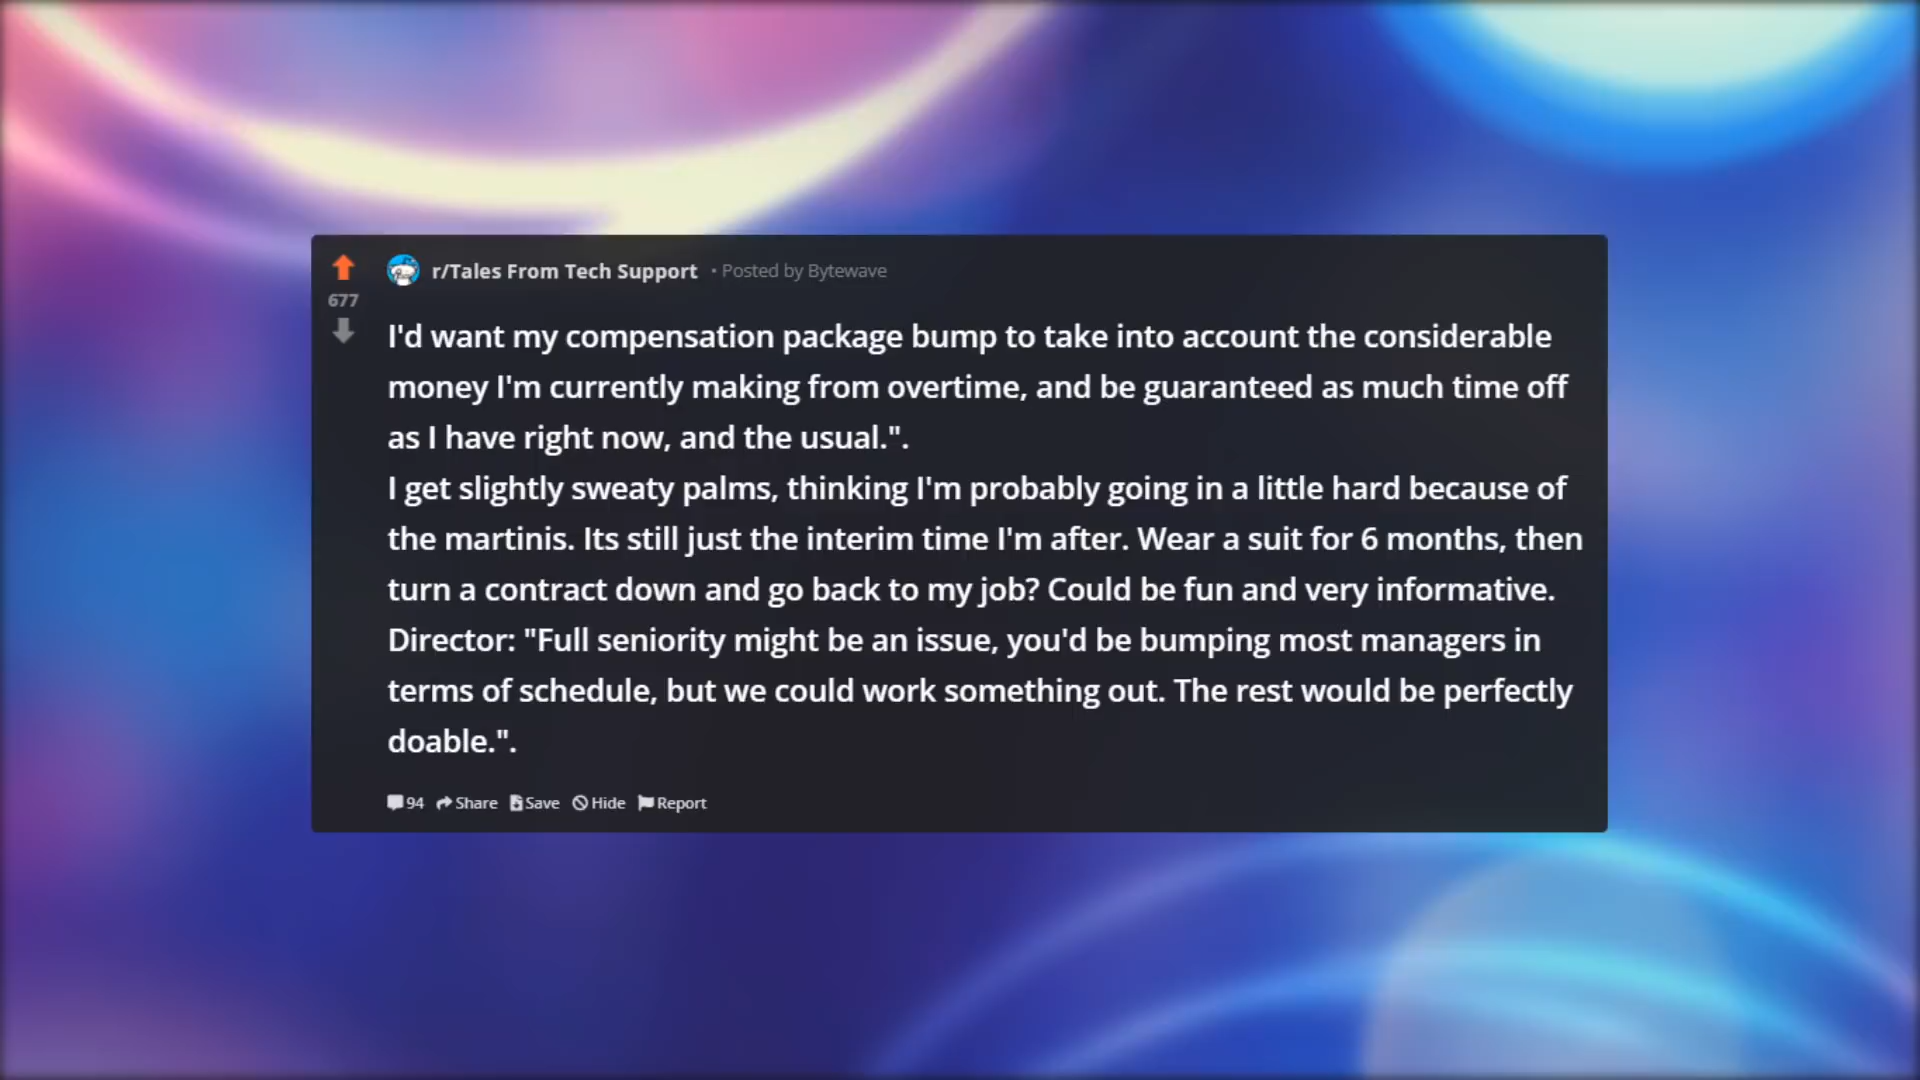 r/Tales From Tech Support • Posted by Bytewave
677
I'd want my compensation package bump to take into account the considerable
money I'm currently making from overtime, and be guaranteed as much time off
as I have right now, and the usual.".
I get slightly sweaty palms, thinking I'm probably going in a little hard because of
the martinis. Its still just the interim time I'm after. Wear a suit for 6 months, then
turn a contract down and go back to my job? Could be fun and very informative.
Director: "Full seniority might be an issue, you'd be bumping most managers in
terms of schedule, but we could work something out. The rest would be perfectly
doable.".
94 Share Save Hide Report